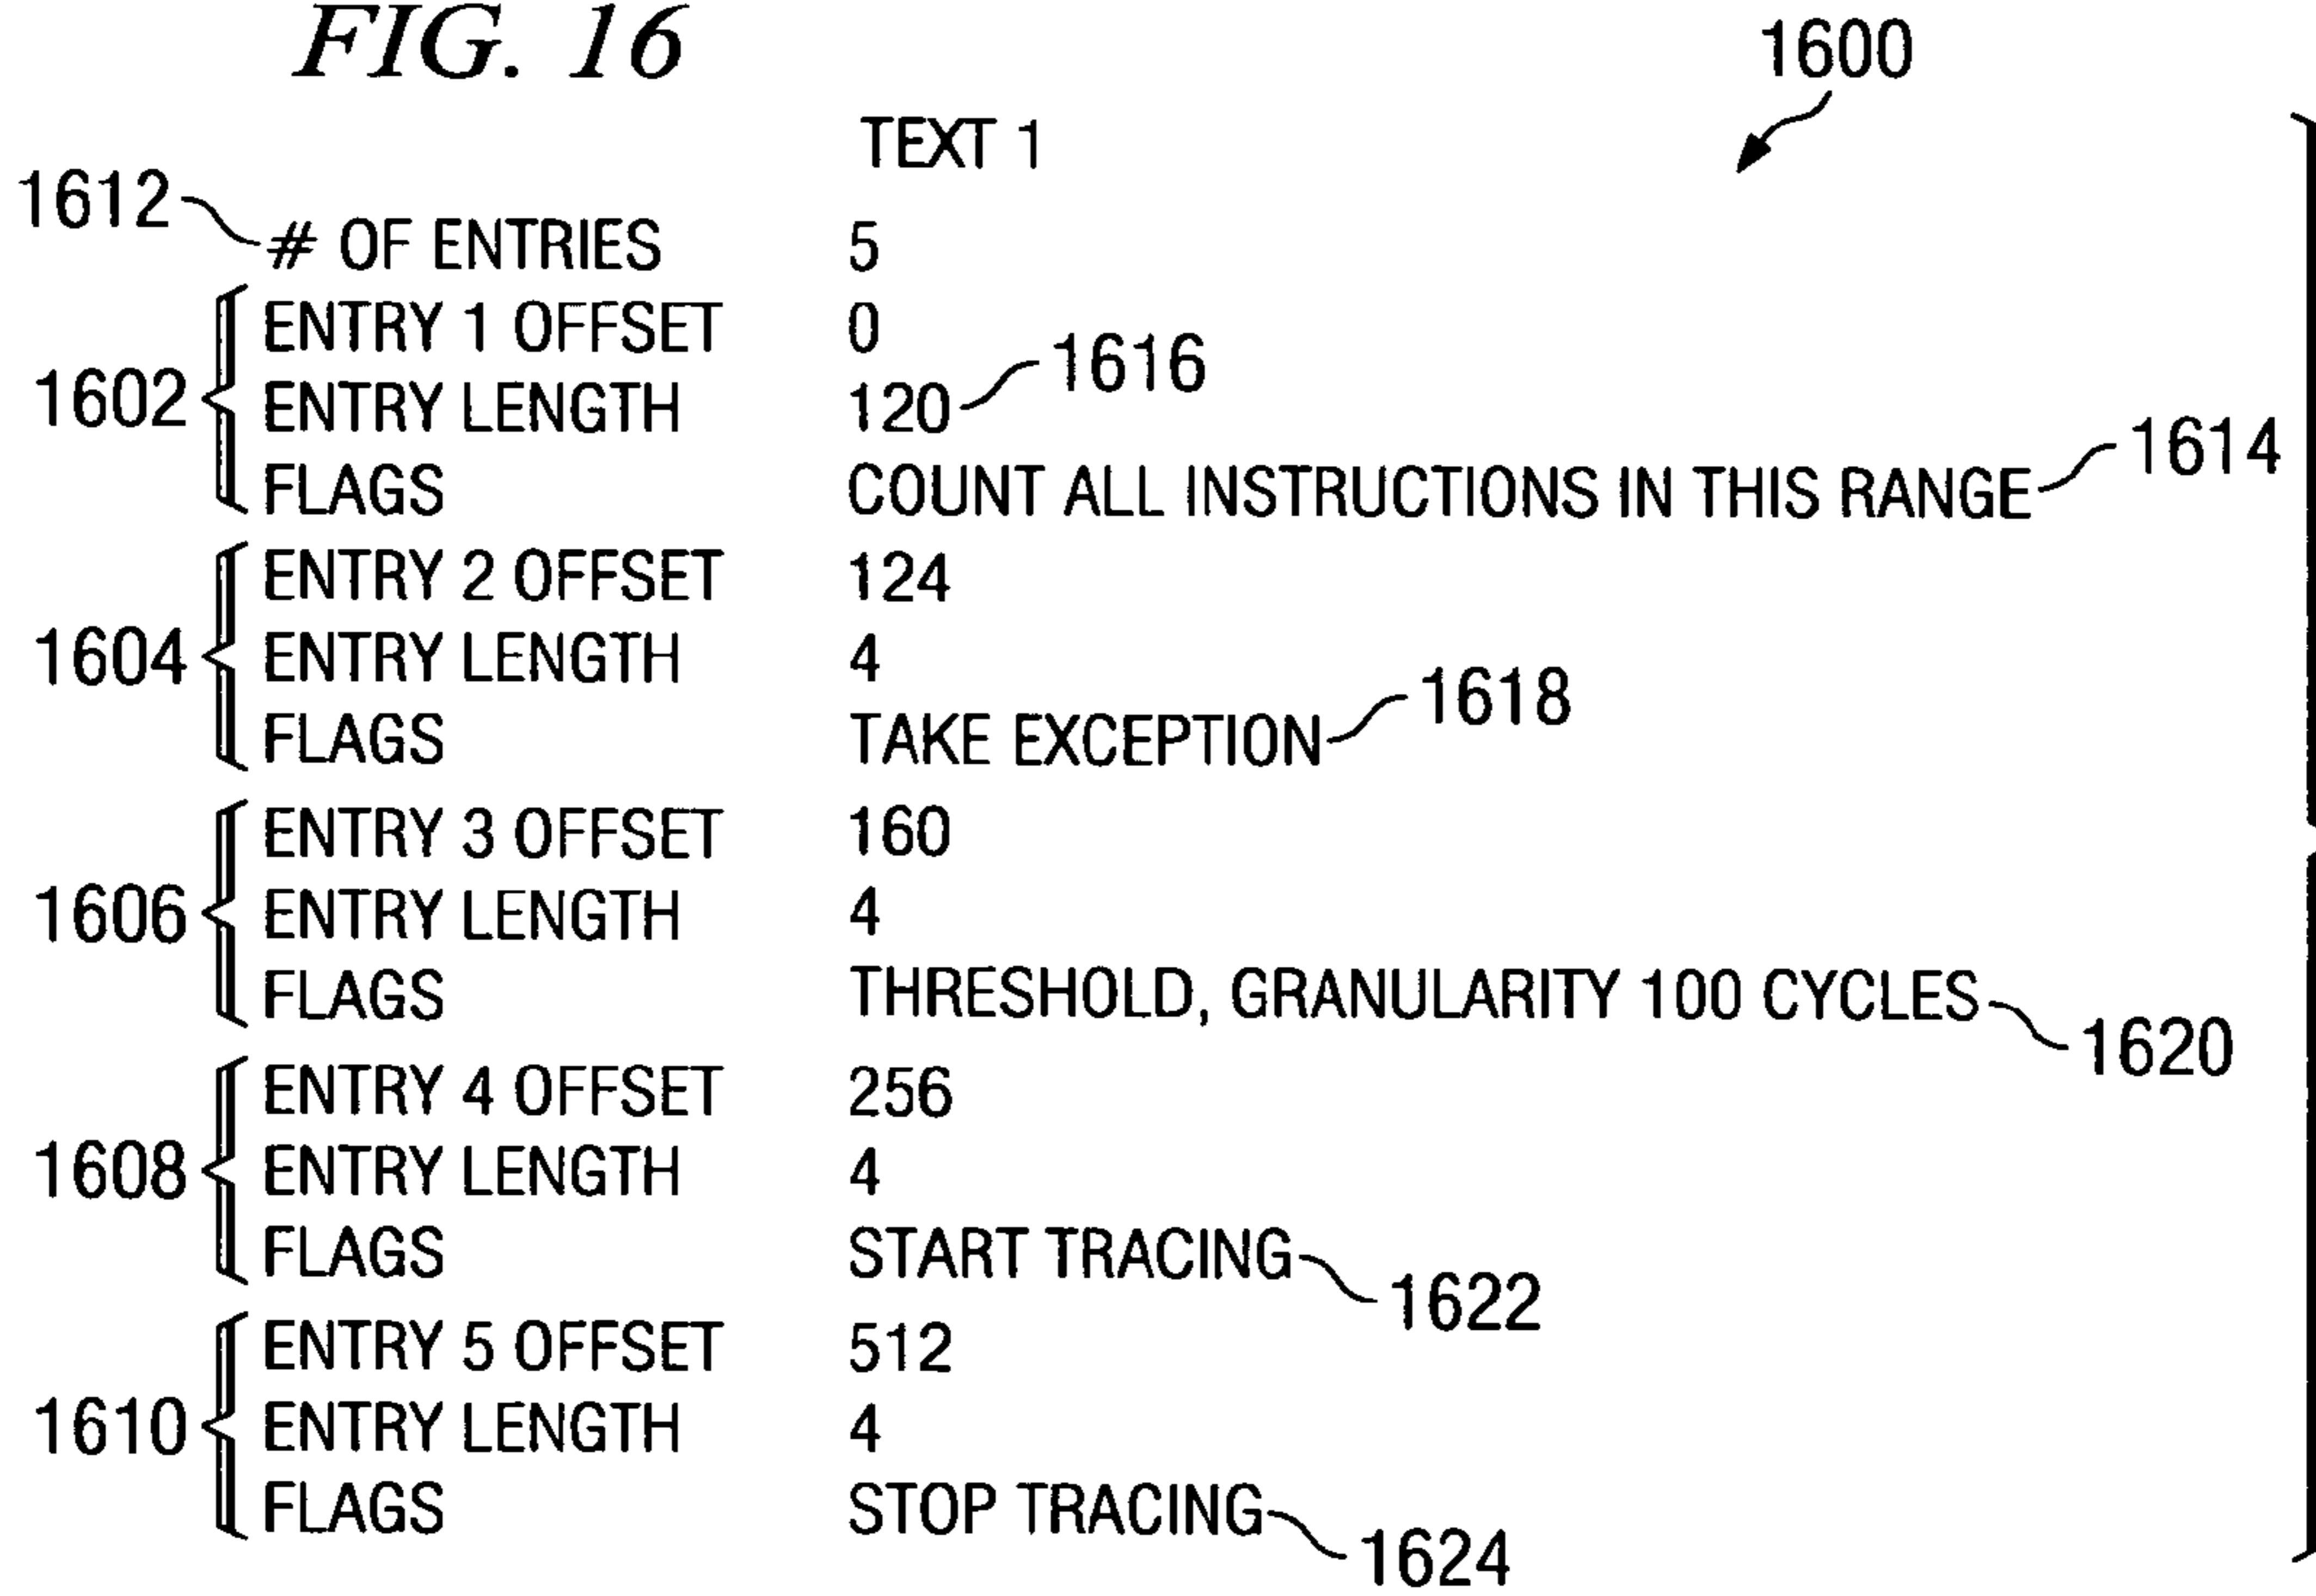 FIG. 16
1600
TEXT 1
1612
# OF ENTRIES 5
ENTRY 1 OFFSET 0
1602 ENTRY LENGTH 120 1616
FLAGS COUNT ALL INSTRUCTIONS IN THIS RANGE 1614
ENTRY 2 OFFSET 124
1604 ENTRY LENGTH 4
FLAGS TAKE EXCEPTION 1618
ENTRY 3 OFFSET 160
1606 ENTRY LENGTH 4
FLAGS THRESHOLD, GRANULARITY 100 CYCLES 1620
ENTRY 4 OFFSET 256
1608 ENTRY LENGTH 4
FLAGS START TRACING 1622
ENTRY 5 OFFSET 512
1610 ENTRY LENGTH 4
FLAGS STOP TRACING 1624